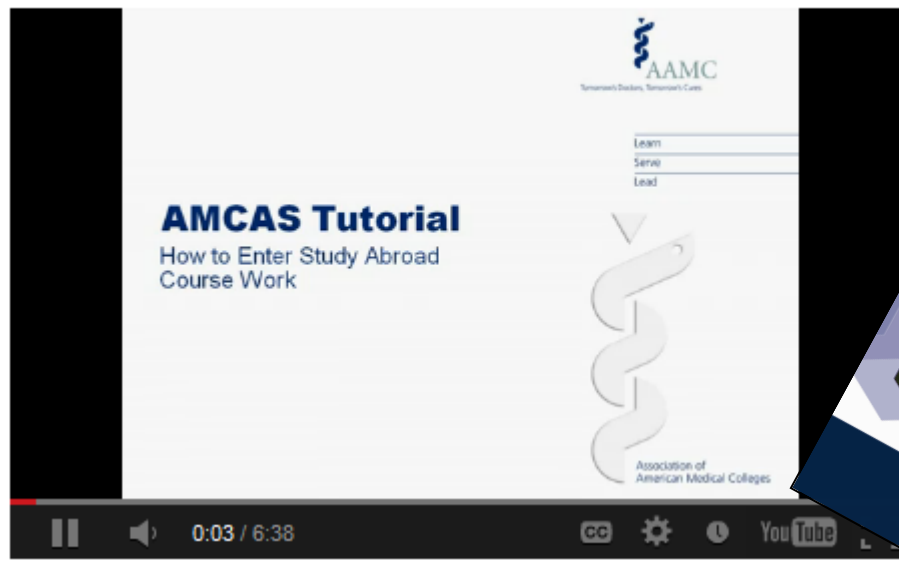 AAMC
Tomorrow's Doctors, Tomorrow's Cures
Learn
Serve
Lead
AMCAS Tutorial
How to Enter Study Abroad
Course Work
Association of
American Medical Colleges
0:03 / 6:38
CC
YouTube